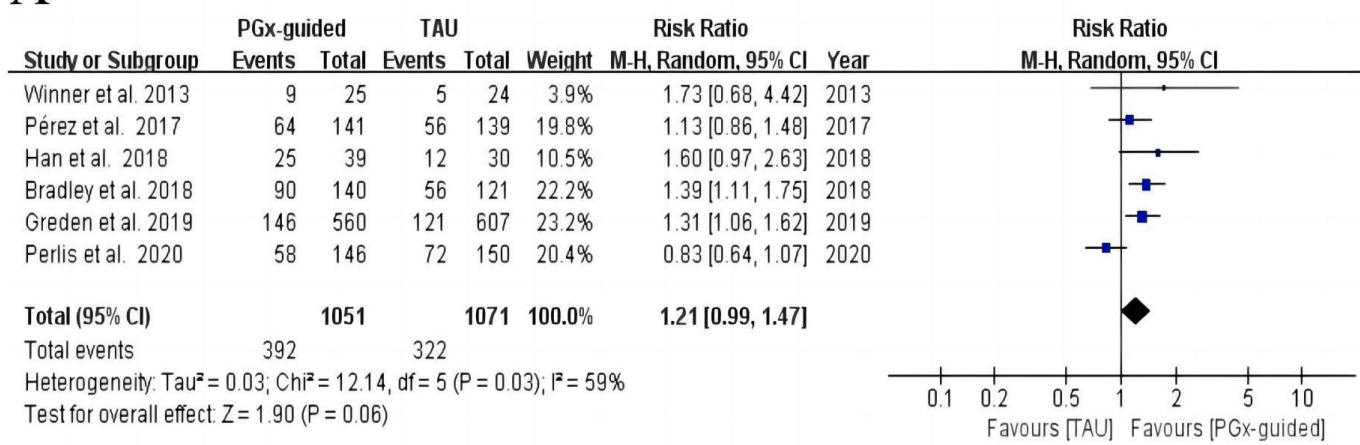 A
PGx-guided TAU Risk Ratio Risk Ratio
Study or Subgroup Events Total Events Total Weight M-H, Random, 95% CI Year M-H, Random, 95% CI
Winner et al. 2013 9 25 5 24 3.9% 1.73 [0.68, 4.42] 2013
Pérez et al. 2017 64 141 56 139 19.8% 1.13 [0.86, 1.48] 2017
Han et al. 2018 25 39 12 30 10.5% 1.60 [0.97, 2.63] 2018
Bradley et al. 2018 90 140 56 121 22.2% 1.39 [1.11, 1.75] 2018
Greden et al. 2019 146 560 121 607 23.2% 1.31 [1.06, 1.62] 2019
Perlis et al. 2020 58 146 72 150 20.4% 0.83 [0.64, 1.07] 2020
Total (95% CI) 1051 1071 100.0% 1.21 [0.99, 1.47]
Total events 392 322
Heterogeneity: Tau² = 0.03; Chi² = 12.14, df = 5 (P = 0.03); I² = 59%
Test for overall effect: Z = 1.90 (P = 0.06)
0.1 0.2 0.5 1 2 5 10
Favours [TAU] Favours [PGx-guided]